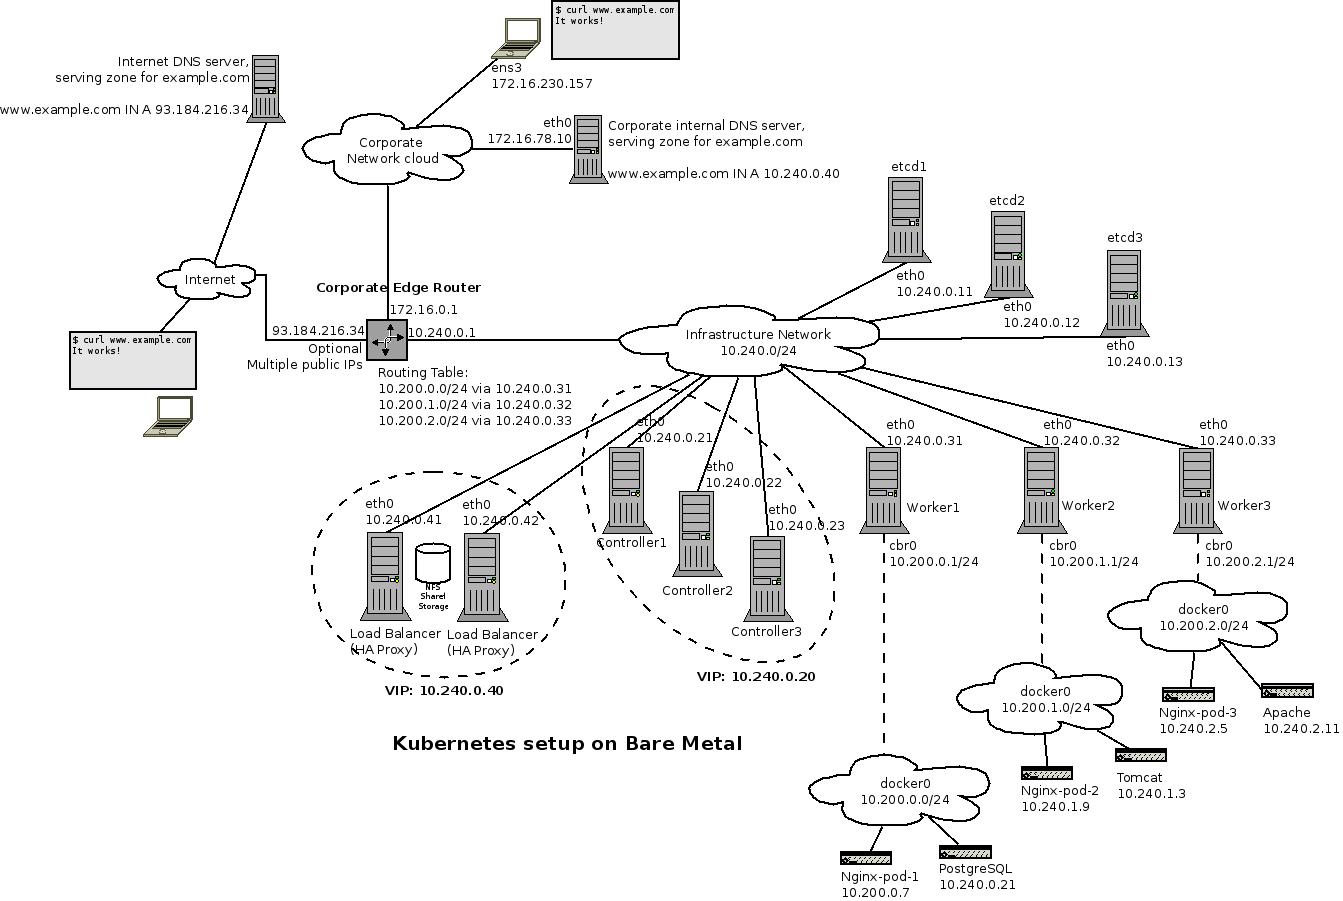 $ curl www.example.com
It works!
Internet DNS server,
serving zone for example.com
www.example.com IN A 93.184.216.34
ens3
172.16.230.157
eth0
172.16.78.10
Corporate internal DNS server,
serving zone for example.com
www.example.com IN A 10.240.0.40
Corporate
Network cloud
etcd1
eth0
10.240.0.11
etcd2
eth0
10.240.0.12
etcd3
eth0
10.240.0.13
Internet
Corporate Edge Router
172.16.0.1
93.184.216.34
10.240.0.1
Optional
Multiple public IPs
$ curl www.example.com
It works!
Routing Table:
10.200.0.0/24 via 10.240.0.31
10.200.1.0/24 via 10.240.0.32
10.200.2.0/24 via 10.240.0.33
Infrastructure Network
10.240.0/24
eth0
10.240.0.21
Controller1
eth0
10.240.0.22
Controller2
eth0
10.240.0.23
Controller3
VIP: 10.240.0.20
eth0
10.240.0.41
Load Balancer
(HA Proxy)
eth0
10.240.0.42
Load Balancer
(HA Proxy)
NFS
Share!
Storage
VIP: 10.240.0.40
eth0
10.240.0.31
Worker1
cbr0
10.200.0.1/24
eth0
10.240.0.32
Worker2
cbr0
10.200.1.1/24
eth0
10.240.0.33
Worker3
cbr0
10.200.2.1/24
docker0
10.200.2.0/24
Nginx-pod-3
10.240.2.5
Apache
10.240.2.11
docker0
10.200.1.0/24
Nginx-pod-2
10.240.1.9
Tomcat
10.240.1.3
docker0
10.200.0.0/24
Nginx-pod-1
10.200.0.7
PostgreSQL
10.240.0.21
Kubernetes setup on Bare Metal